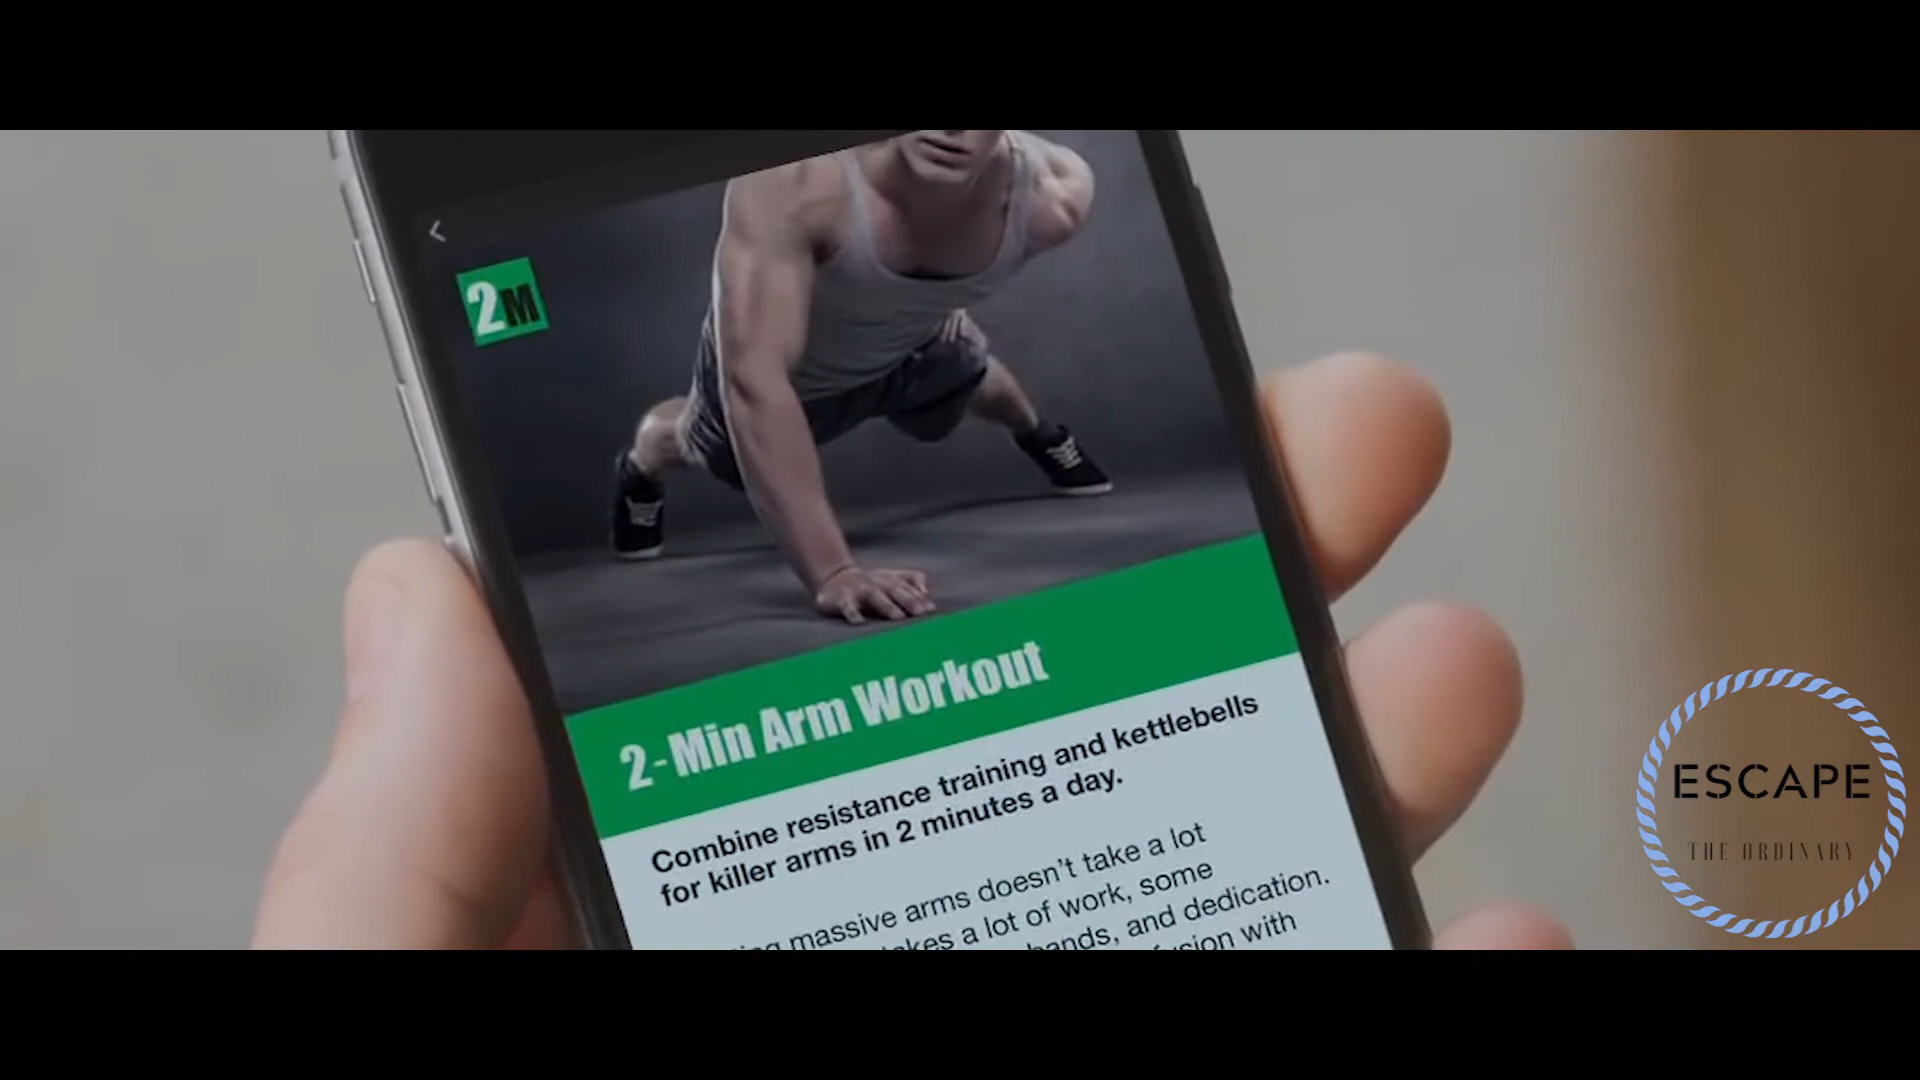 2M
2-Min Arm Workout
Combine resistance training and kettlebells
for killer arms in 2 minutes a day.
massive arms doesn't take a lot
a lot of work, some
and dedication.
with
ESCAPE
THE ORDINARY